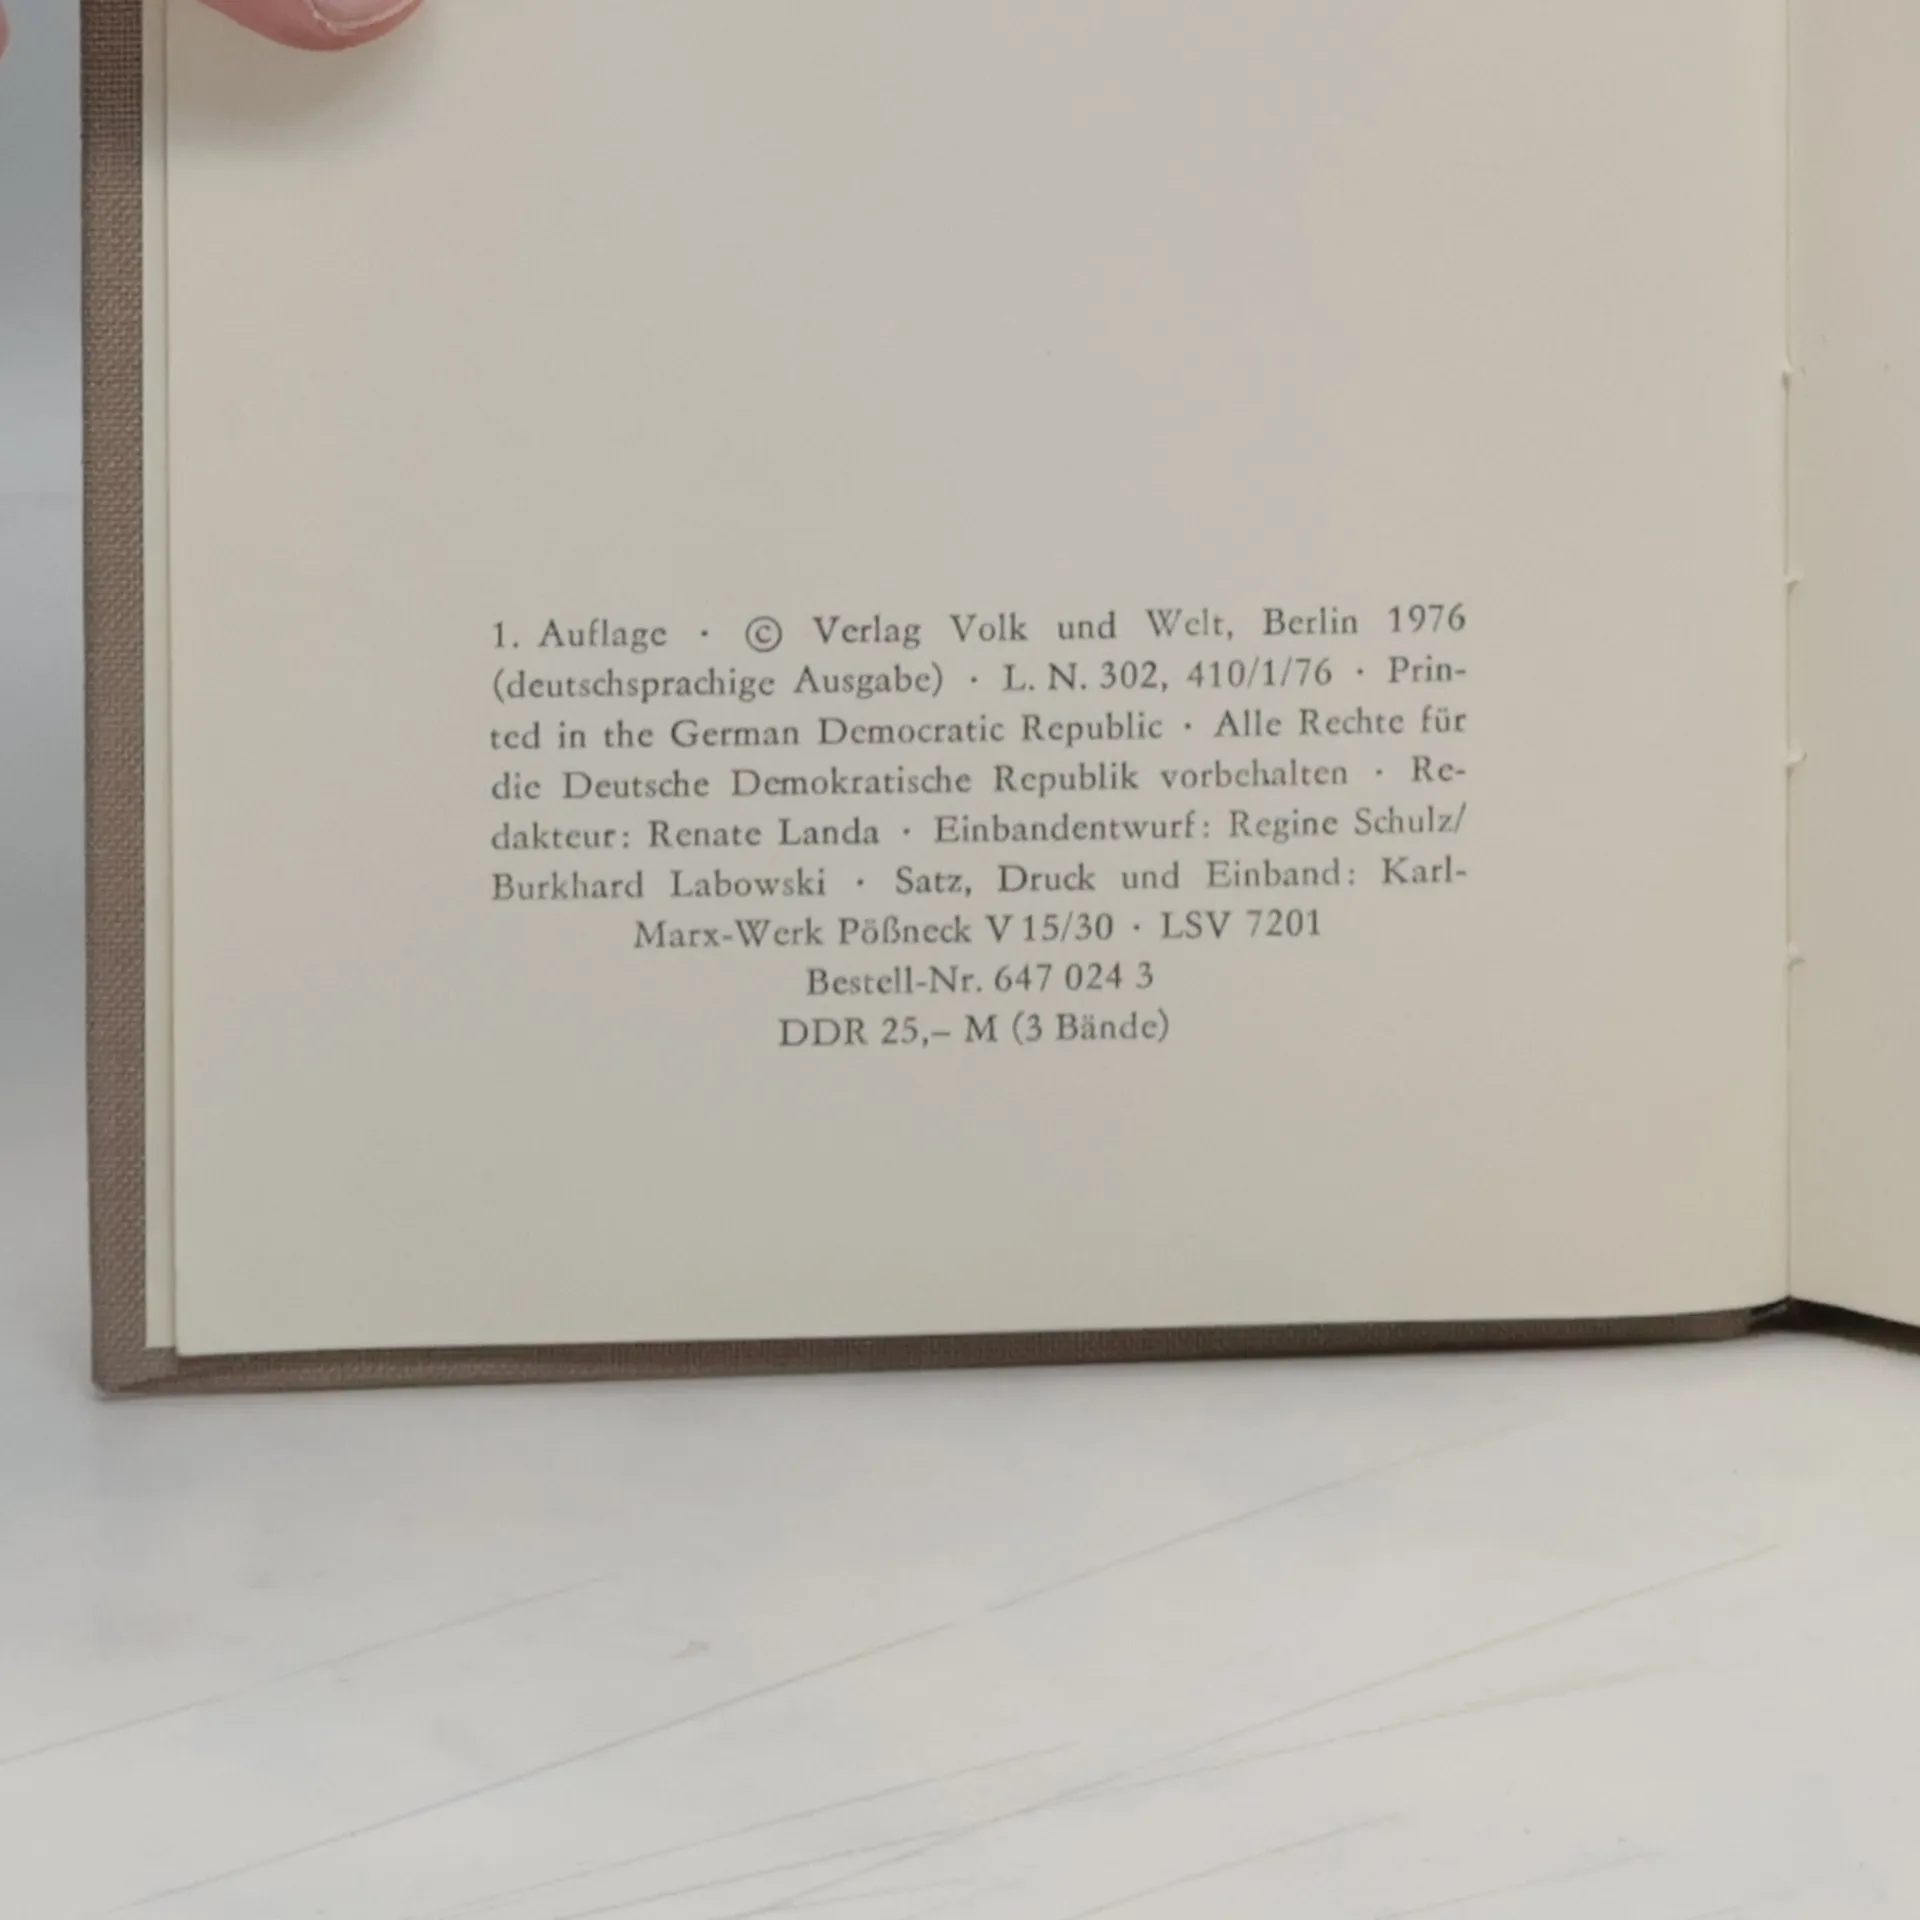 1. Auflage · © Verlag Volk und Welt, Berlin 1976
(deutschsprachige Ausgabe) · L. N. 302, 410/1/76 · Prin-
ted in the German Democratic Republic · Alle Rechte für
die Deutsche Demokratische Republik vorbehalten · Re-
dakteur: Renate Landa · Einbandentwurf: Regine Schulz/
Burkhard Labowski · Satz, Druck und Einband: Karl-
Marx-Werk Pößneck V 15/30 · LSV 7201
Bestell-Nr. 647 024 3
DDR 25,– M (3 Bände)